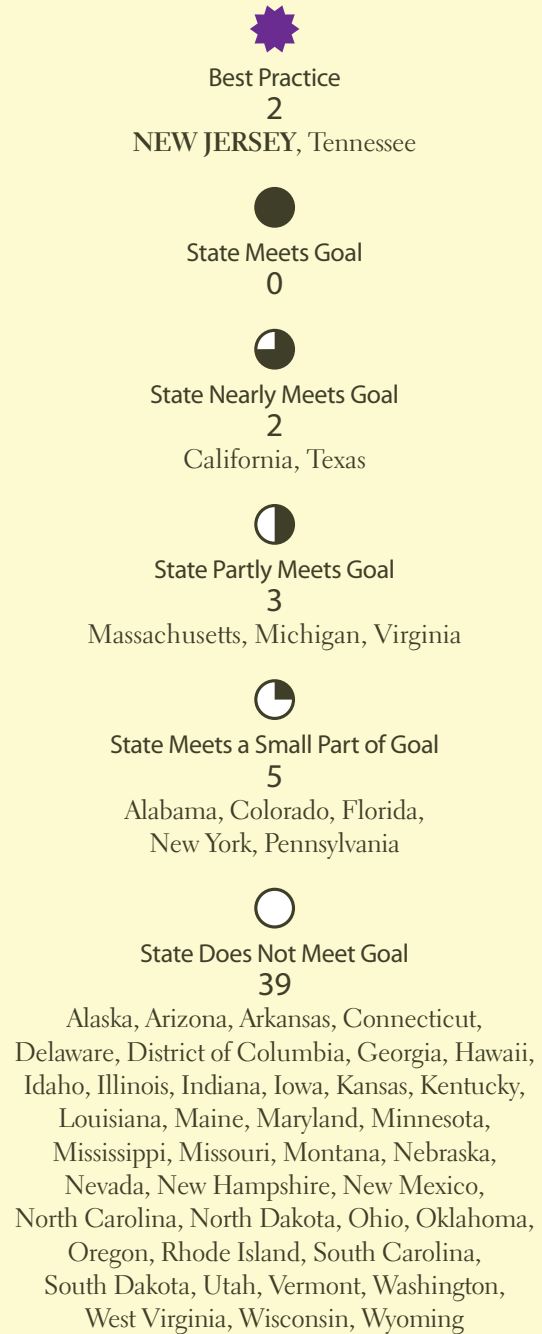 Best Practice
2
NEW JERSEY, Tennessee
State Meets Goal
0
State Nearly Meets Goal
2
California, Texas
State Partly Meets Goal
3
Massachusetts, Michigan, Virginia
State Meets a Small Part of Goal
5
Alabama, Colorado, Florida,
New York, Pennsylvania
State Does Not Meet Goal
39
Alaska, Arizona, Arkansas, Connecticut,
Delaware, District of Columbia, Georgia, Hawaii,
Idaho, Illinois, Indiana, Iowa, Kansas, Kentucky,
Louisiana, Maine, Maryland, Minnesota,
Mississippi, Missouri, Montana, Nebraska,
Nevada, New Hampshire, New Mexico,
North Carolina, North Dakota, Ohio, Oklahoma,
Oregon, Rhode Island, South Carolina,
South Dakota, Utah, Vermont, Washington,
West Virginia, Wisconsin, Wyoming